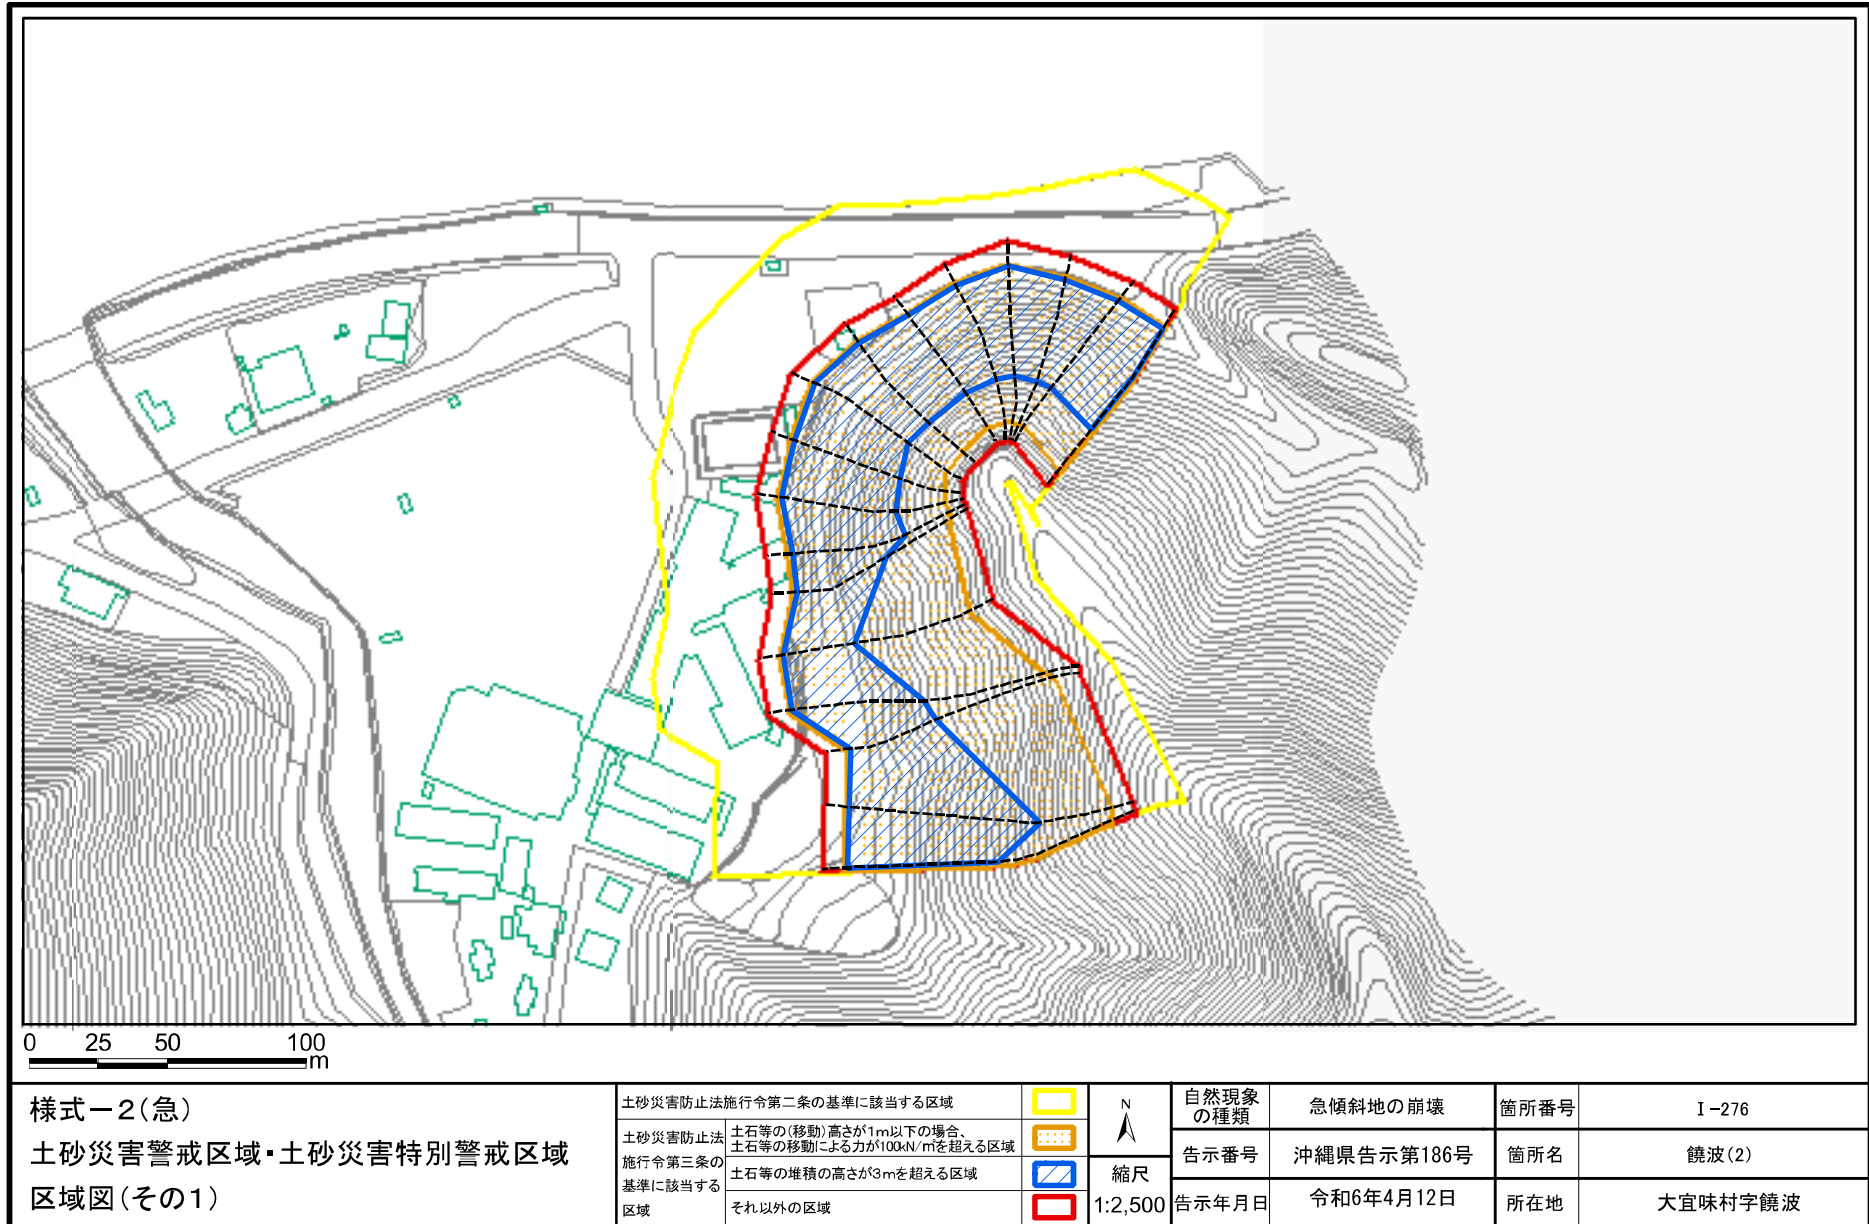 0 25 50 100
m
様式－2(急)
土砂災害警戒区域・土砂災害特別警戒区域
区域図(その1)
土砂災害防止法施行令第二条の基準に該当する区域
土砂災害防止法
施行令第三条の
基準に該当する
区域
土石等の(移動)高さが1m以下の場合、
土石等の移動による力が100kN/㎡を超える区域
土石等の堆積の高さが3mを超える区域
それ以外の区域
N
縮尺
1:2,500
自然現象
の種類
急傾斜地の崩壊
箇所番号
I-276
告示番号
沖縄県告示第186号
箇所名
饒波(2)
告示年月日
令和6年4月12日
所在地
大宜味村字饒波